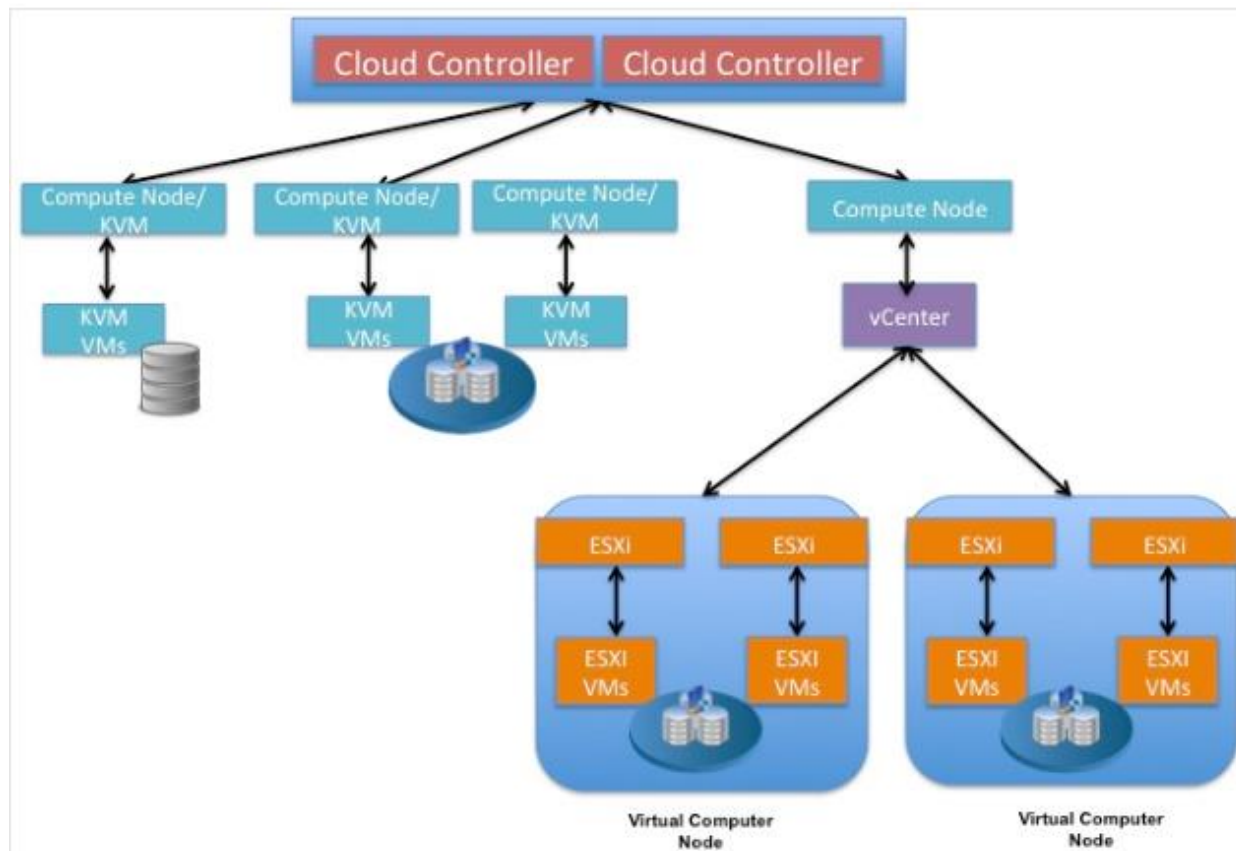 Cloud Controller
Cloud Controller
Compute Node/
KVM
Compute Node/
KVM
Compute Node/
KVM
Compute Node
KVM
VMs
KVM
VMs
KVM
VMs
vCenter
ESXi
ESXi
ESXi
ESXi
ESXI
VMs
ESXI
VMs
ESXI
VMs
ESXI
VMs
Virtual Computer
Node
Virtual Computer
Node